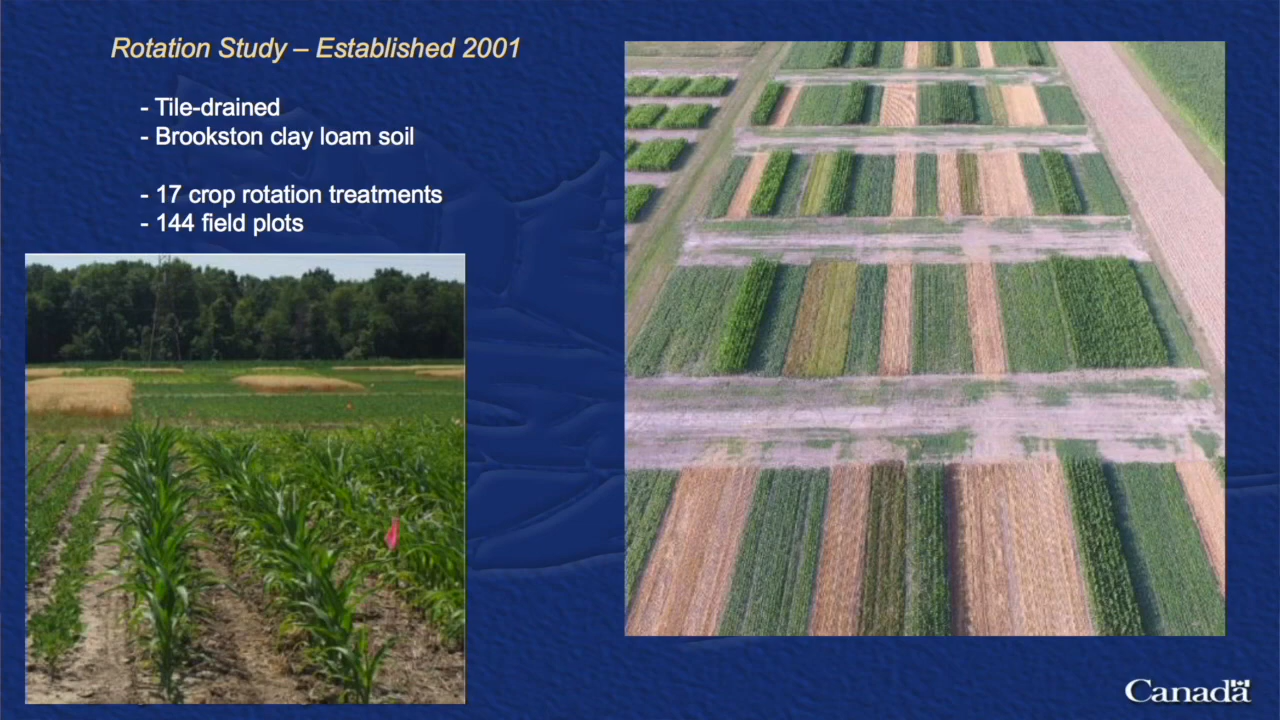 Rotation Study – Established 2001
- Tile-drained
- Brookston clay loam soil
- 17 crop rotation treatments
- 144 field plots
Canada